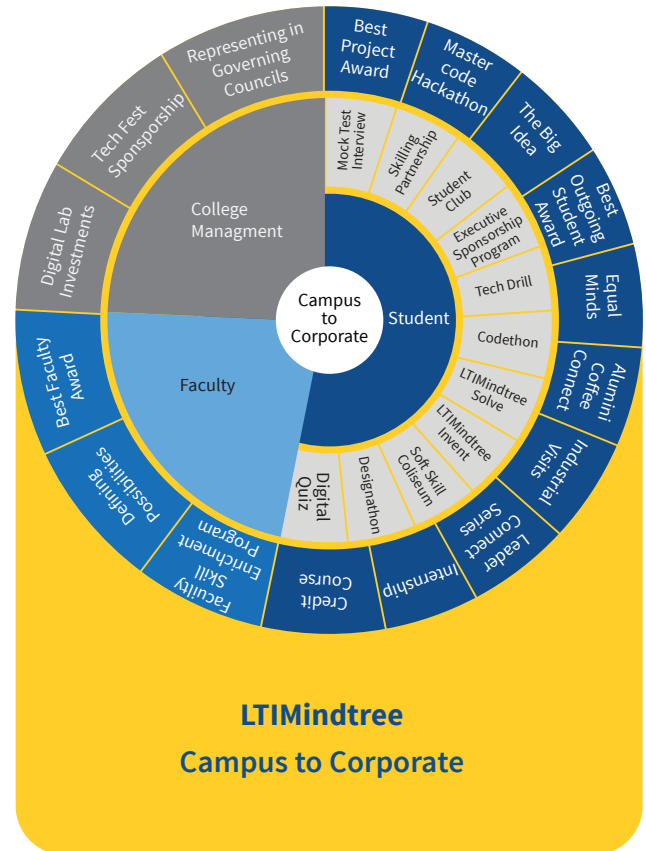 Representing in
Governing
Councils
Tech Fest
Sponsporship
Digital Lab
Investments
Best Faculty
Award
Defining
Possibilities
Faculty
Skill
Enrichment
Program
Best
Project
Award
Master
code
Hackathon
The Big
Idea
Best
Outgoing
Student
Award
Equal
Minds
Alumini
Coffee
Connect
Industrial
Visits
Leader
Connect
Series
Internship
Credit
Course
Mock Test
Interview
Skilling
Partnership
Student
Club
Executive
Sponsorship
Program
Tech Drill
Codethon
LTIMindtree
Solve
LTIMindtree
Invent
Soft Skill
Coliseum
Designathon
Digital
Quiz
College
Managment
Faculty
Student
Campus
to
Corporate
LTIMindtree
Campus to Corporate